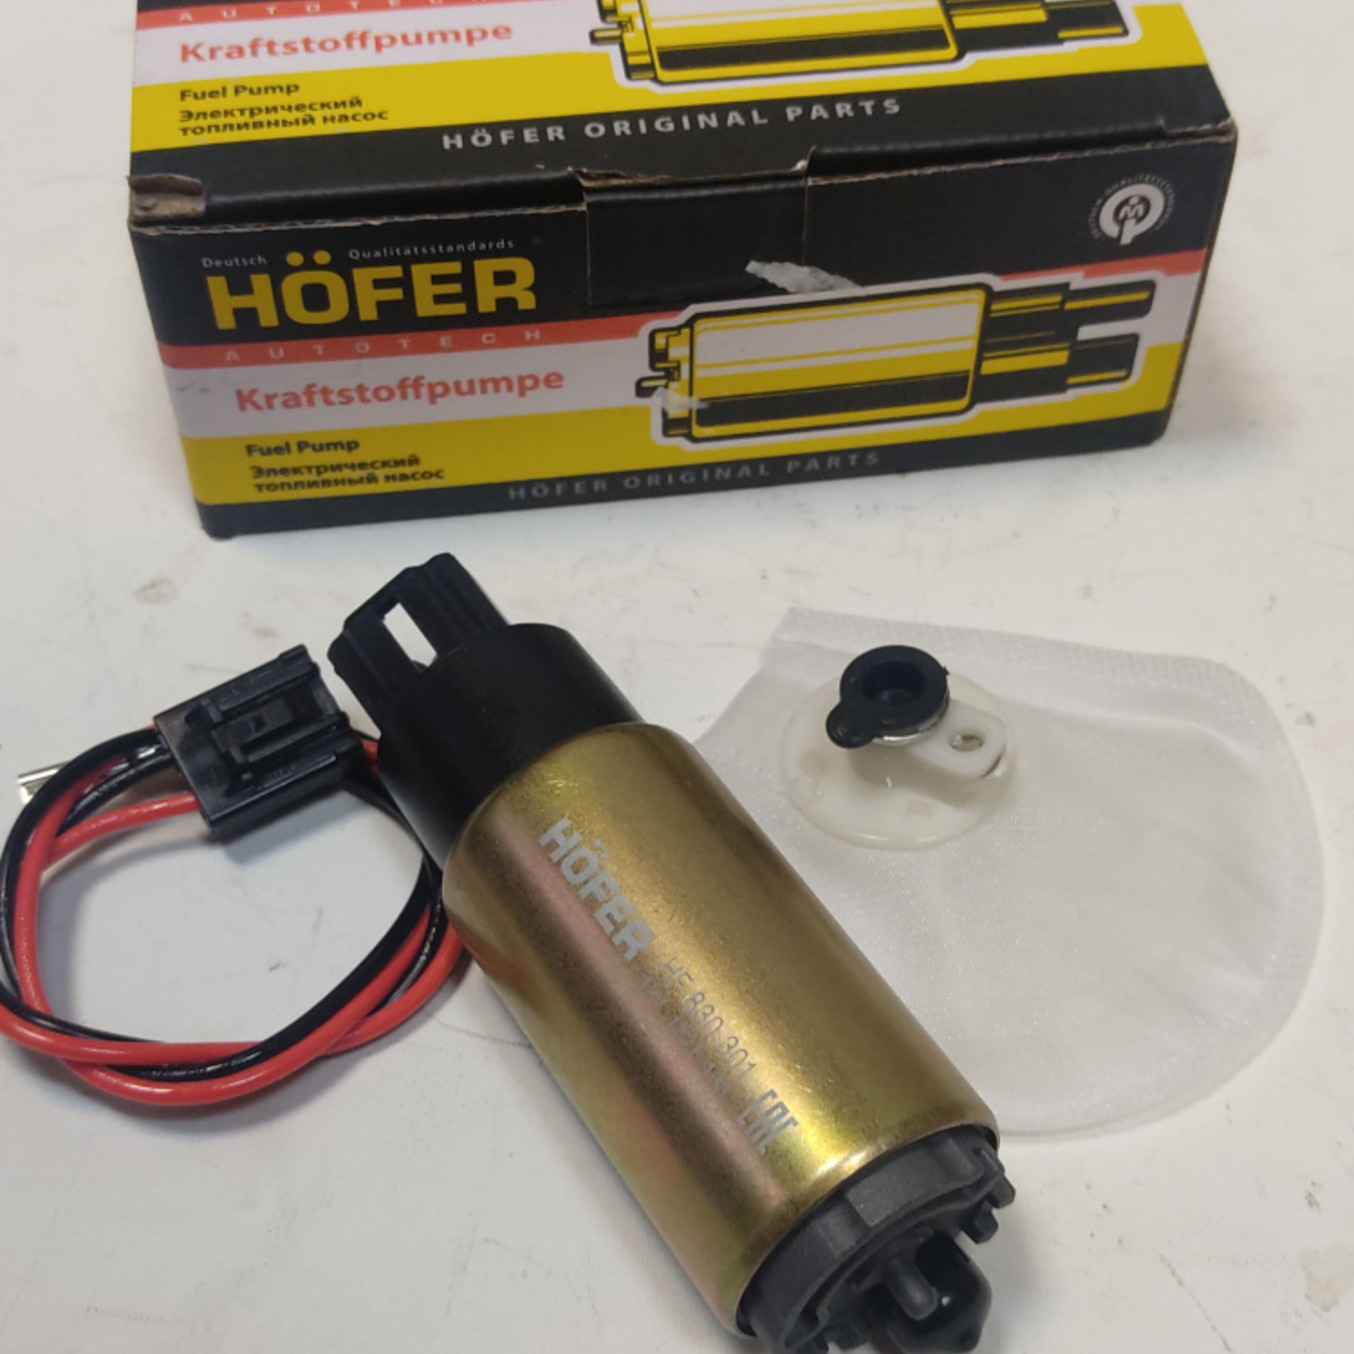 AUTOTECH
Kraftstoffpumpe
Fuel Pump
Электрический
топливный насос
HÖFER ORIGINAL PARTS
Deutsch Qualitätsstandards
HÖFER
AUTOTECH
Kraftstoffpumpe
Fuel Pump
Электрический
топливный насос
HÖFER ORIGINAL PARTS
HÖFER
HF 830 301
EAC